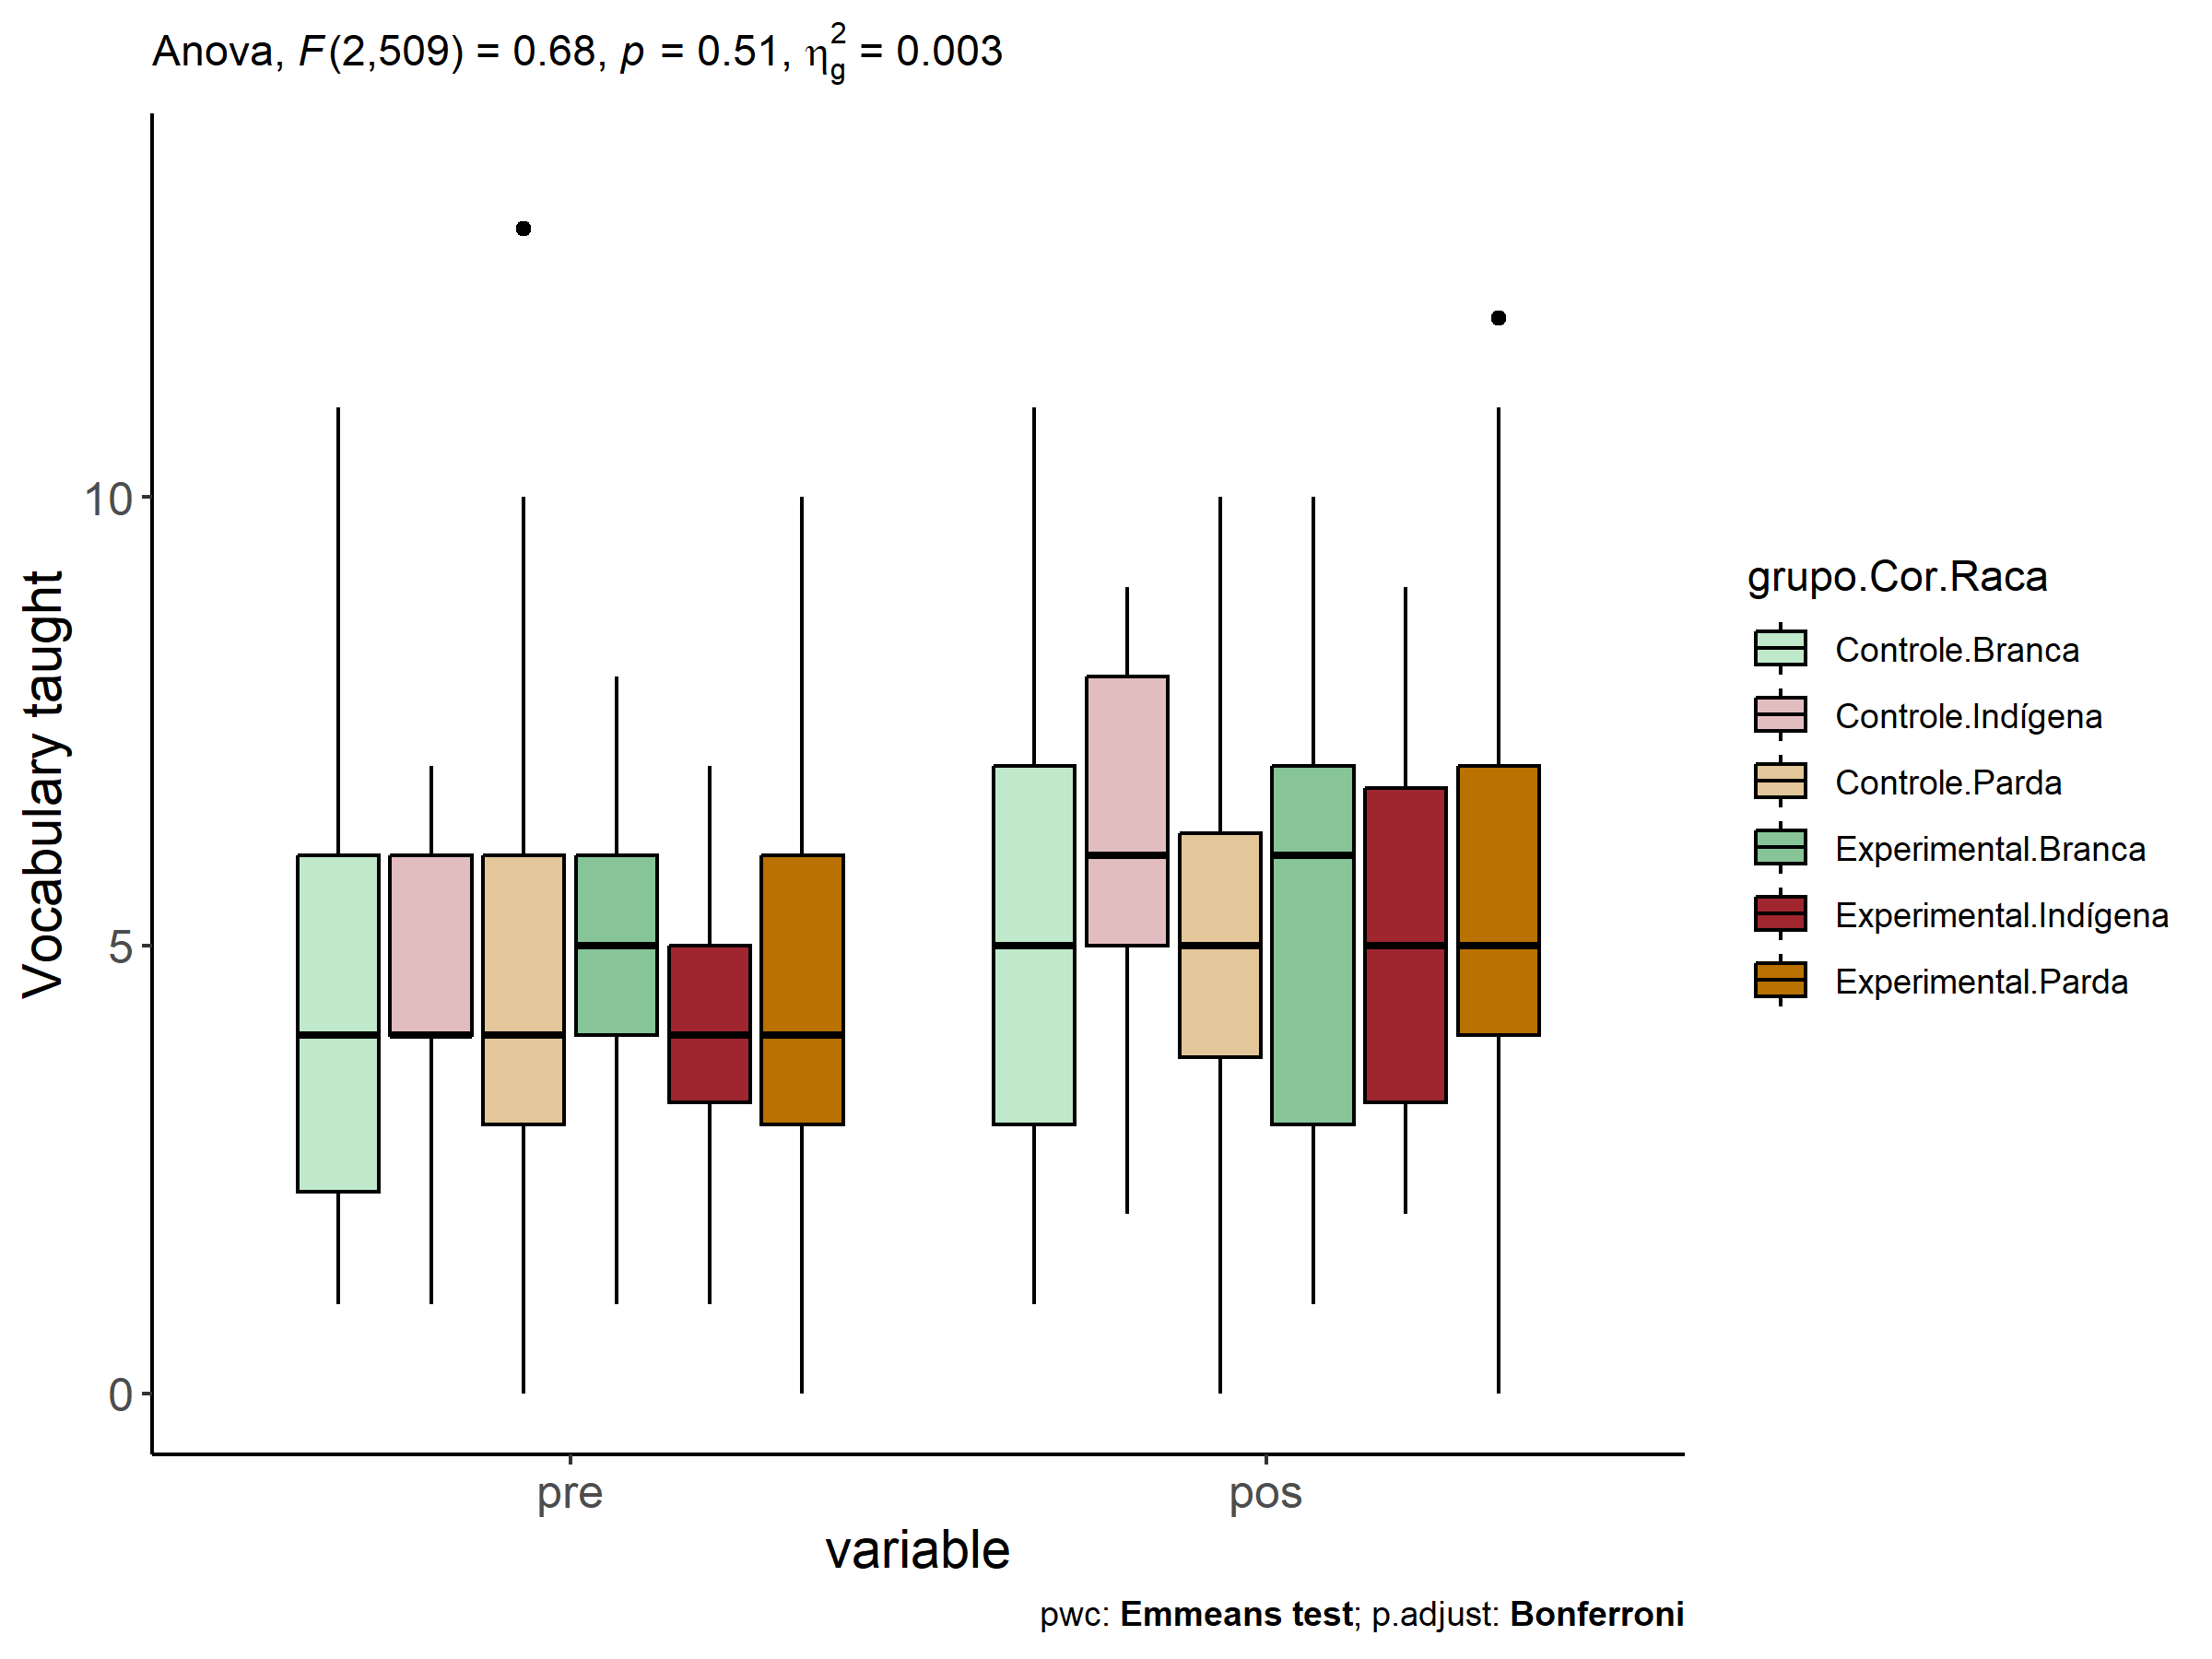 Anova, F(2,509) = 0.68, p = 0.51, η²g = 0.003
Vocabulary taught
10
5
0
pre
pos
variable
grupo.Cor.Raca
Controle.Branca
Controle.Indígena
Controle.Parda
Experimental.Branca
Experimental.Indígena
Experimental.Parda
pwc: Emmeans test; p.adjust: Bonferroni